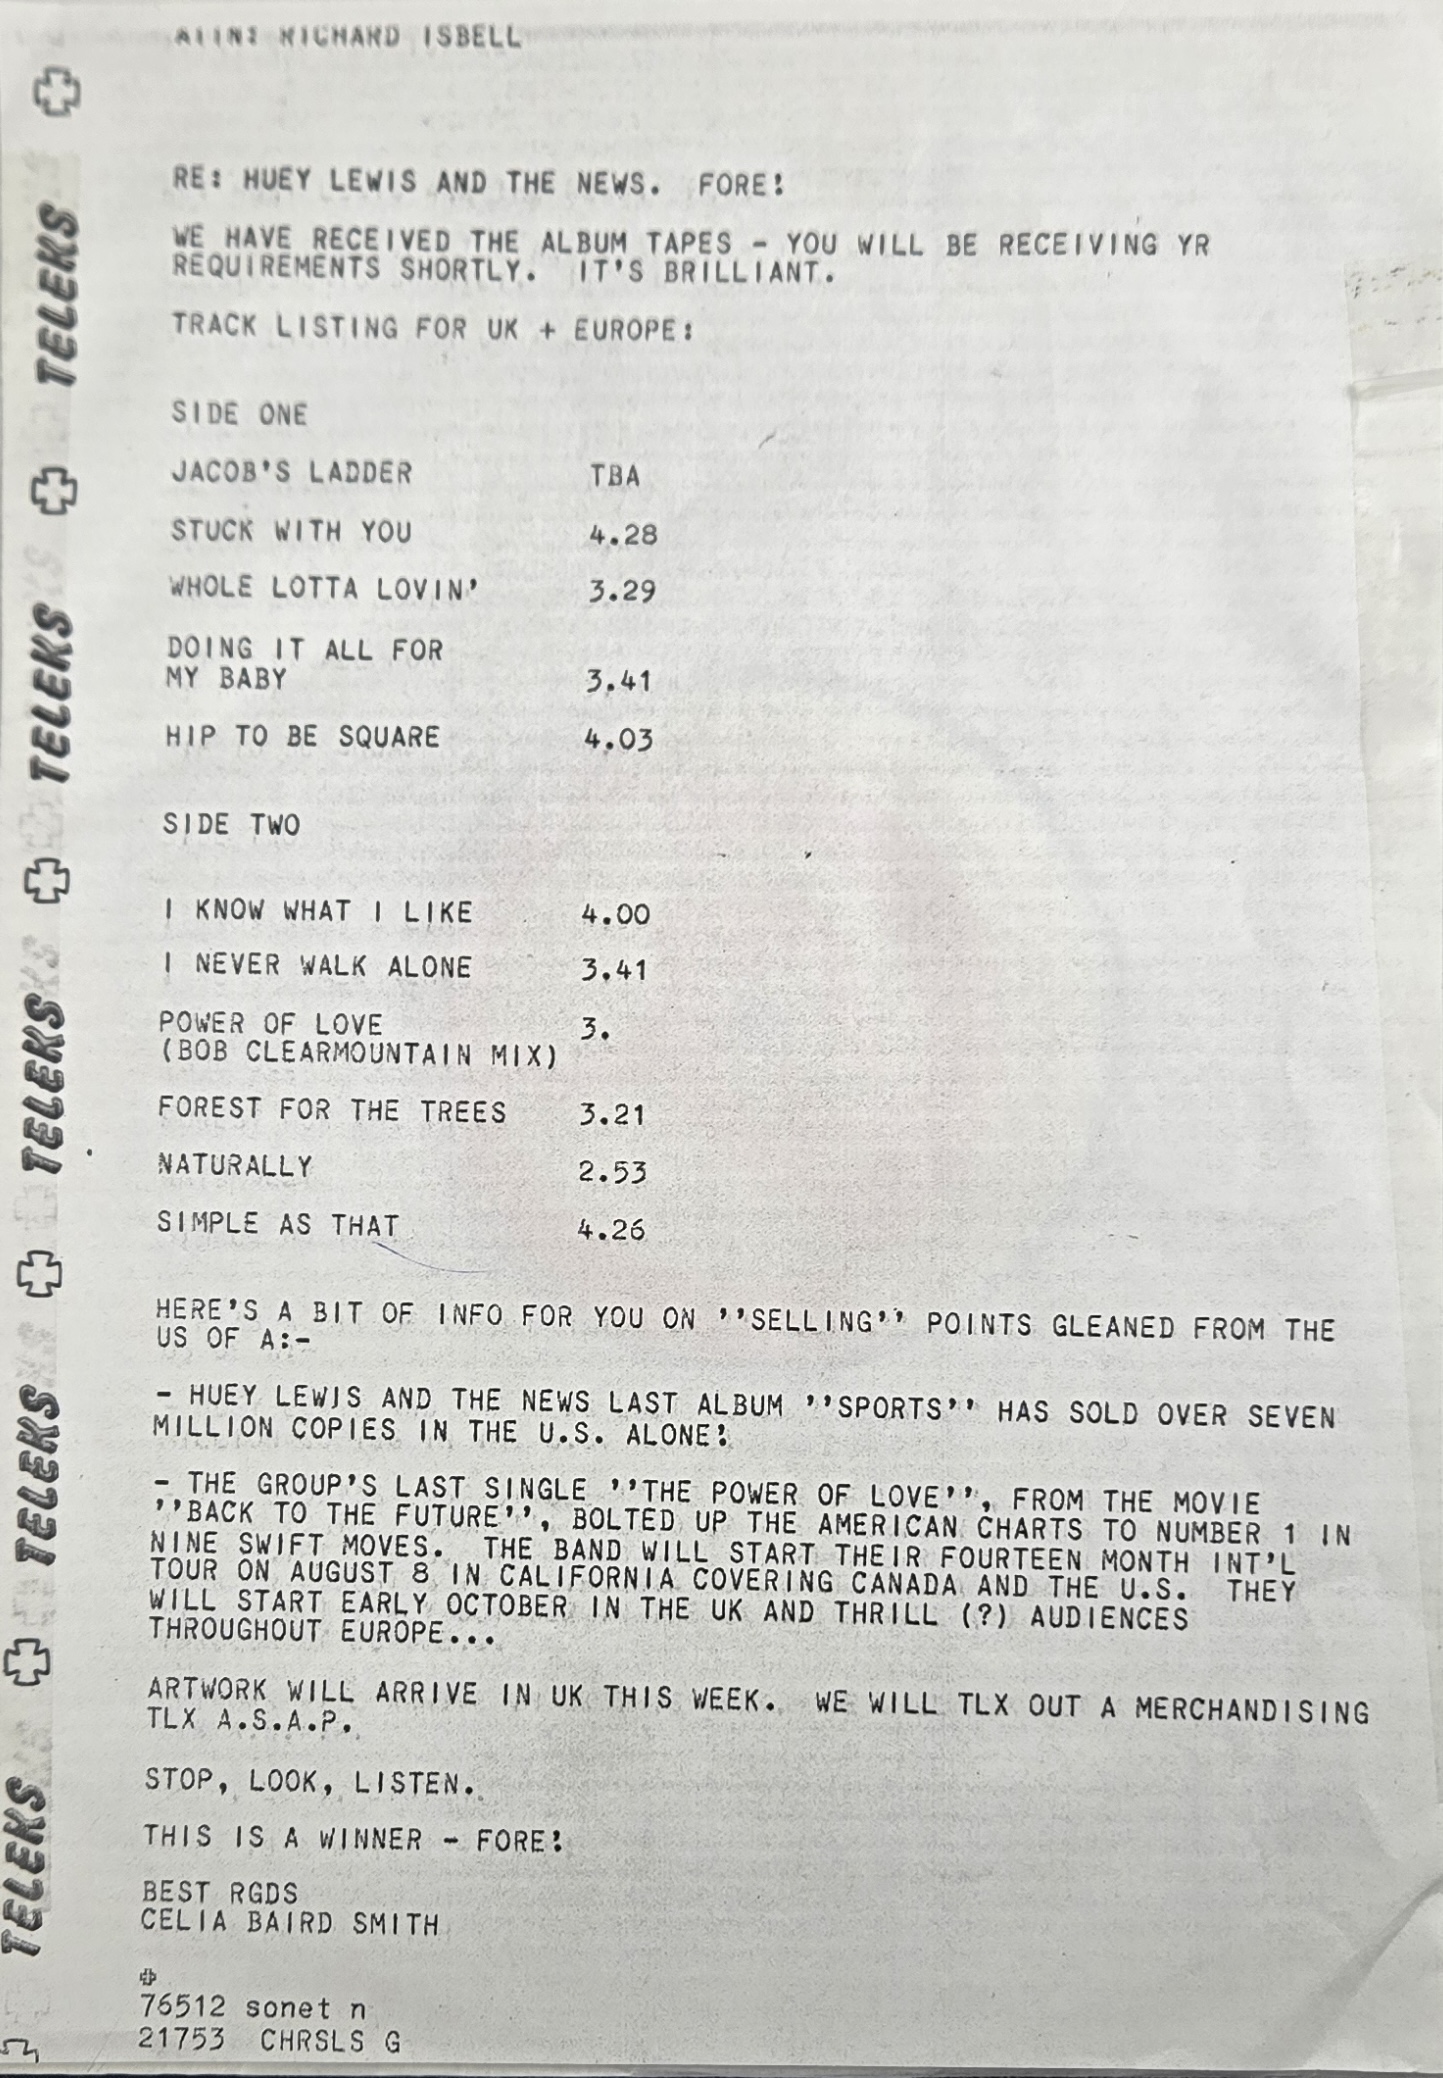 ATTN: RICHARD ISBELL
RE: HUEY LEWIS AND THE NEWS. FORE!
WE HAVE RECEIVED THE ALBUM TAPES - YOU WILL BE RECEIVING YR
REQUIREMENTS SHORTLY. IT'S BRILLIANT.
TRACK LISTING FOR UK + EUROPE:
SIDE ONE
JACOB'S LADDER TBA
STUCK WITH YOU 4.28
WHOLE LOTTA LOVIN' 3.29
DOING IT ALL FOR
MY BABY 3.41
HIP TO BE SQUARE 4.03
SIDE TWO
I KNOW WHAT I LIKE 4.00
I NEVER WALK ALONE 3.41
POWER OF LOVE 3.
(BOB CLEARMOUNTAIN MIX)
FOREST FOR THE TREES 3.21
NATURALLY 2.53
SIMPLE AS THAT 4.26
HERE'S A BIT OF INFO FOR YOU ON ''SELLING'' POINTS GLEANED FROM THE
US OF A:-
- HUEY LEWIS AND THE NEWS LAST ALBUM ''SPORTS'' HAS SOLD OVER SEVEN
MILLION COPIES IN THE U.S. ALONE!
- THE GROUP'S LAST SINGLE ''THE POWER OF LOVE'', FROM THE MOVIE
''BACK TO THE FUTURE'', BOLTED UP THE AMERICAN CHARTS TO NUMBER 1 IN
NINE SWIFT MOVES. THE BAND WILL START THEIR FOURTEEN MONTH INT'L
TOUR ON AUGUST 8 IN CALIFORNIA COVERING CANADA AND THE U.S. THEY
WILL START EARLY OCTOBER IN THE UK AND THRILL (?) AUDIENCES
THROUGHOUT EUROPE...
ARTWORK WILL ARRIVE IN UK THIS WEEK. WE WILL TLX OUT A MERCHANDISING
TLX A.S.A.P.
STOP, LOOK, LISTEN.
THIS IS A WINNER - FORE!
BEST RGDS
CELIA BAIRD SMITH
76512 sonet n
21753 CHRSLS G
TELEKS
TELEKS
TELEKS
TELEKS
TELEKS